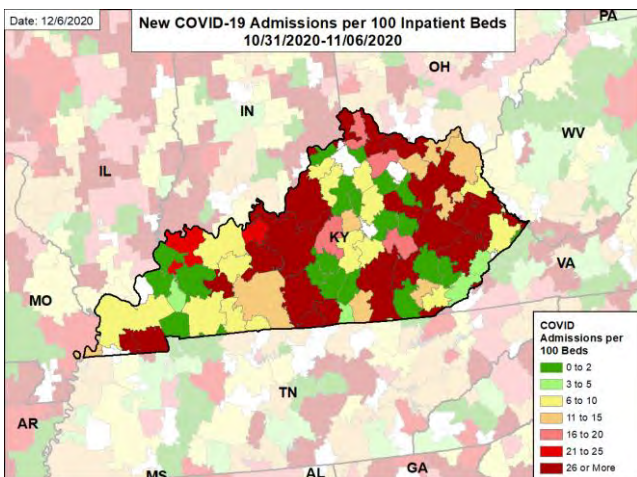 Date: 12/6/2020
New COVID-19 Admissions per 100 Inpatient Beds
10/31/2020-11/06/2020
PA
OH
IN
WV
IL
KY
VA
MO
TN
AR
MS
AL
GA
COVID
Admissions per
100 Beds
0 to 2
3 to 5
6 to 10
11 to 15
16 to 20
21 to 25
26 or More